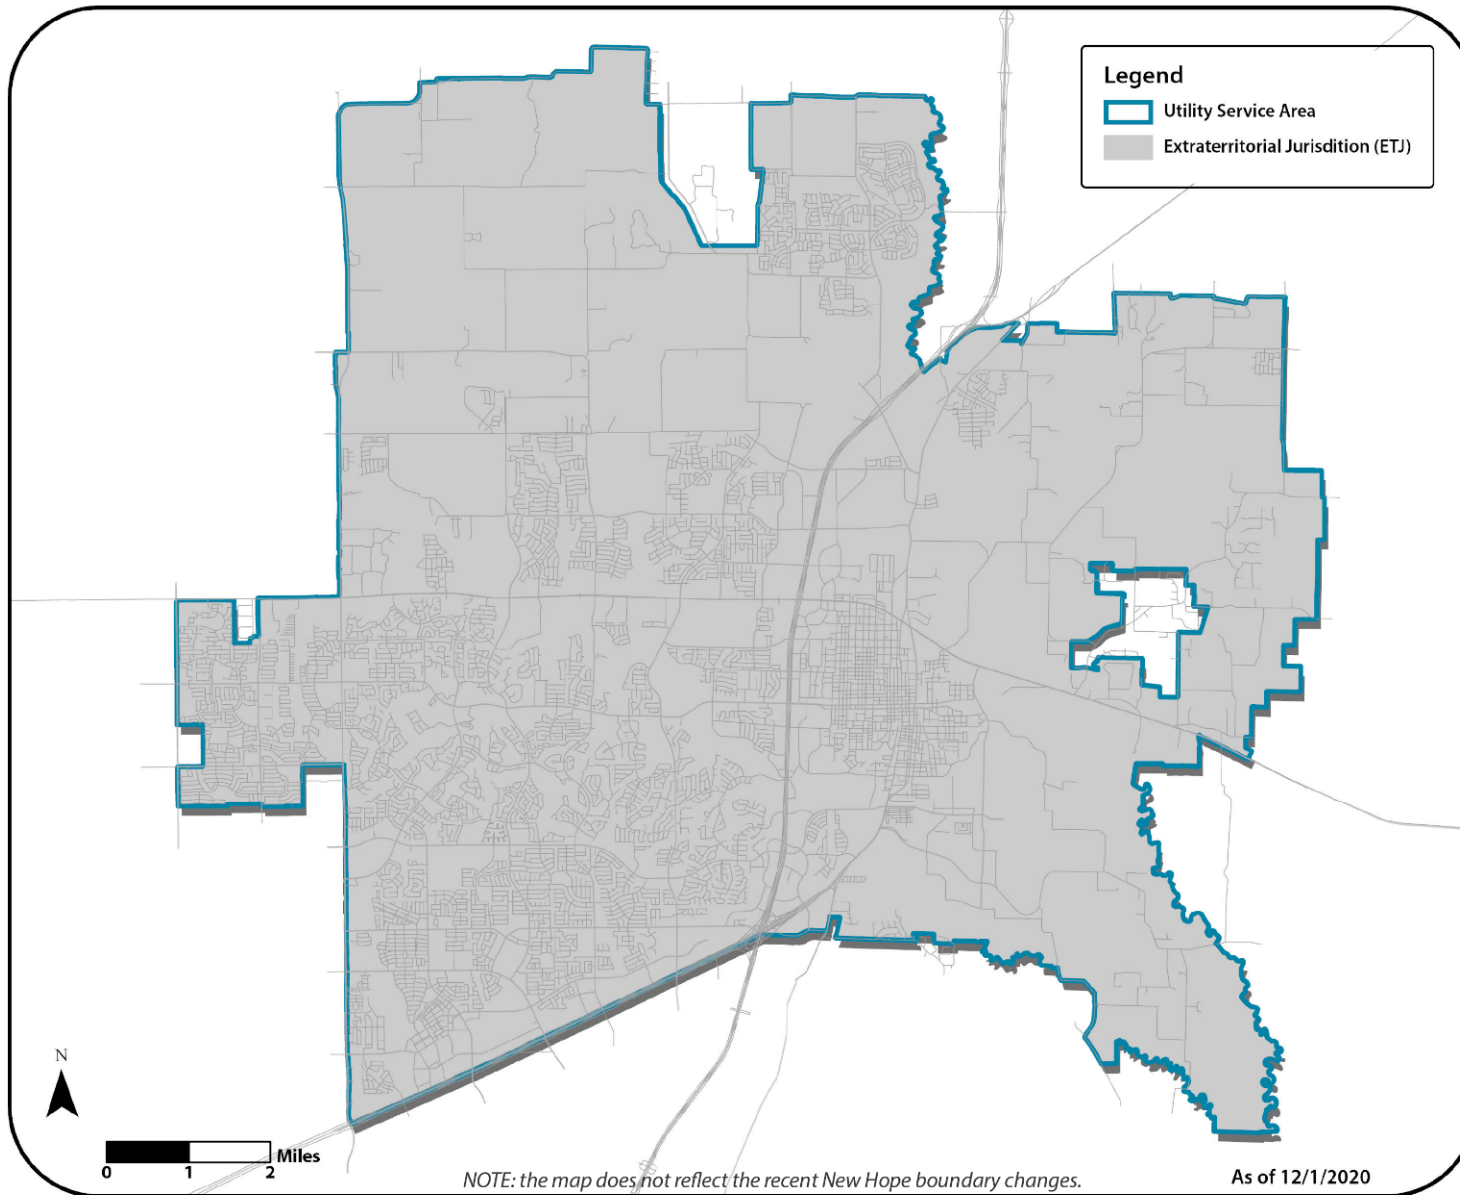 Legend
Utility Service Area
Extraterritorial Jurisdition (ETJ)
N
Miles
0 1 2
NOTE: the map does not reflect the recent New Hope boundary changes.
As of 12/1/2020